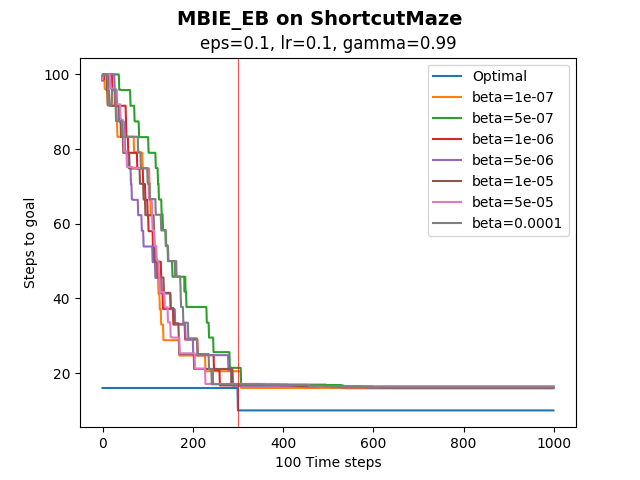 MBIE_EB on ShortcutMaze
eps=0.1, lr=0.1, gamma=0.99
Steps to goal
100
80
60
40
20
Optimal
beta=1e-07
beta=5e-07
beta=1e-06
beta=5e-06
beta=1e-05
beta=5e-05
beta=0.0001
0 200 400 600 800 1000
100 Time steps